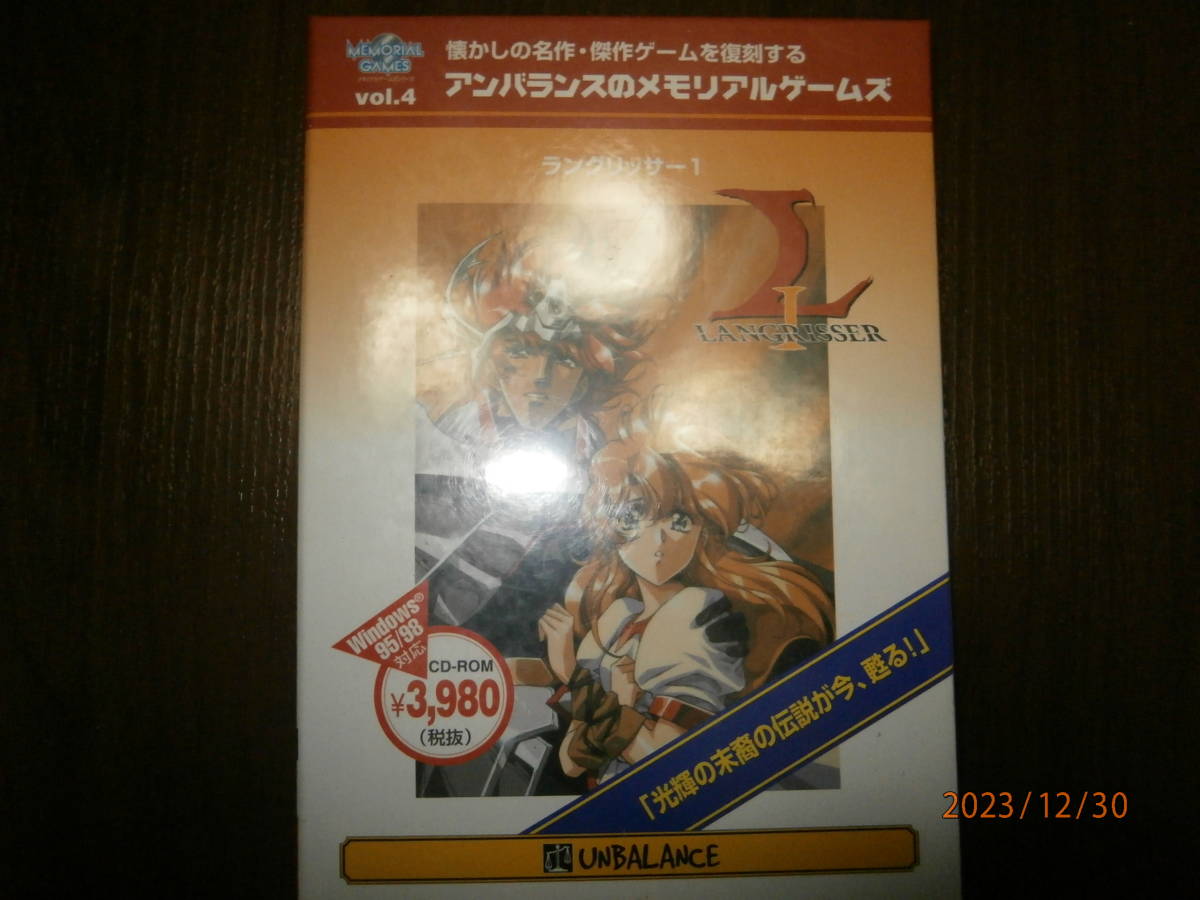 MEMORIAL
GAMES
vol.4
懐かしの名作・傑作ゲームを復刻する
アンバランスのメモリアルゲームズ
ラングリッサー1
L
I
LANGRISSER
Windows®
95/98
対応
CD-ROM
¥3,980
(税抜)
「光輝の末裔の伝説が今、甦る!」
UNBALANCE
2023/12/30